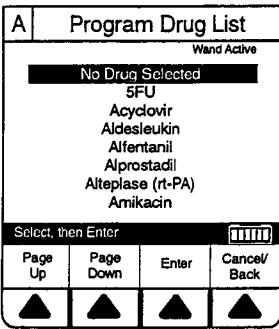 A Program Drug List
Wand Active
No Drug Selected
5FU
Acyclovir
Aldesleukin
Alfentanil
Alprostadil
Alteplase (rt-PA)
Amikacin
Select, then Enter
Page Up
Page Down
Enter
Cancel/ Back